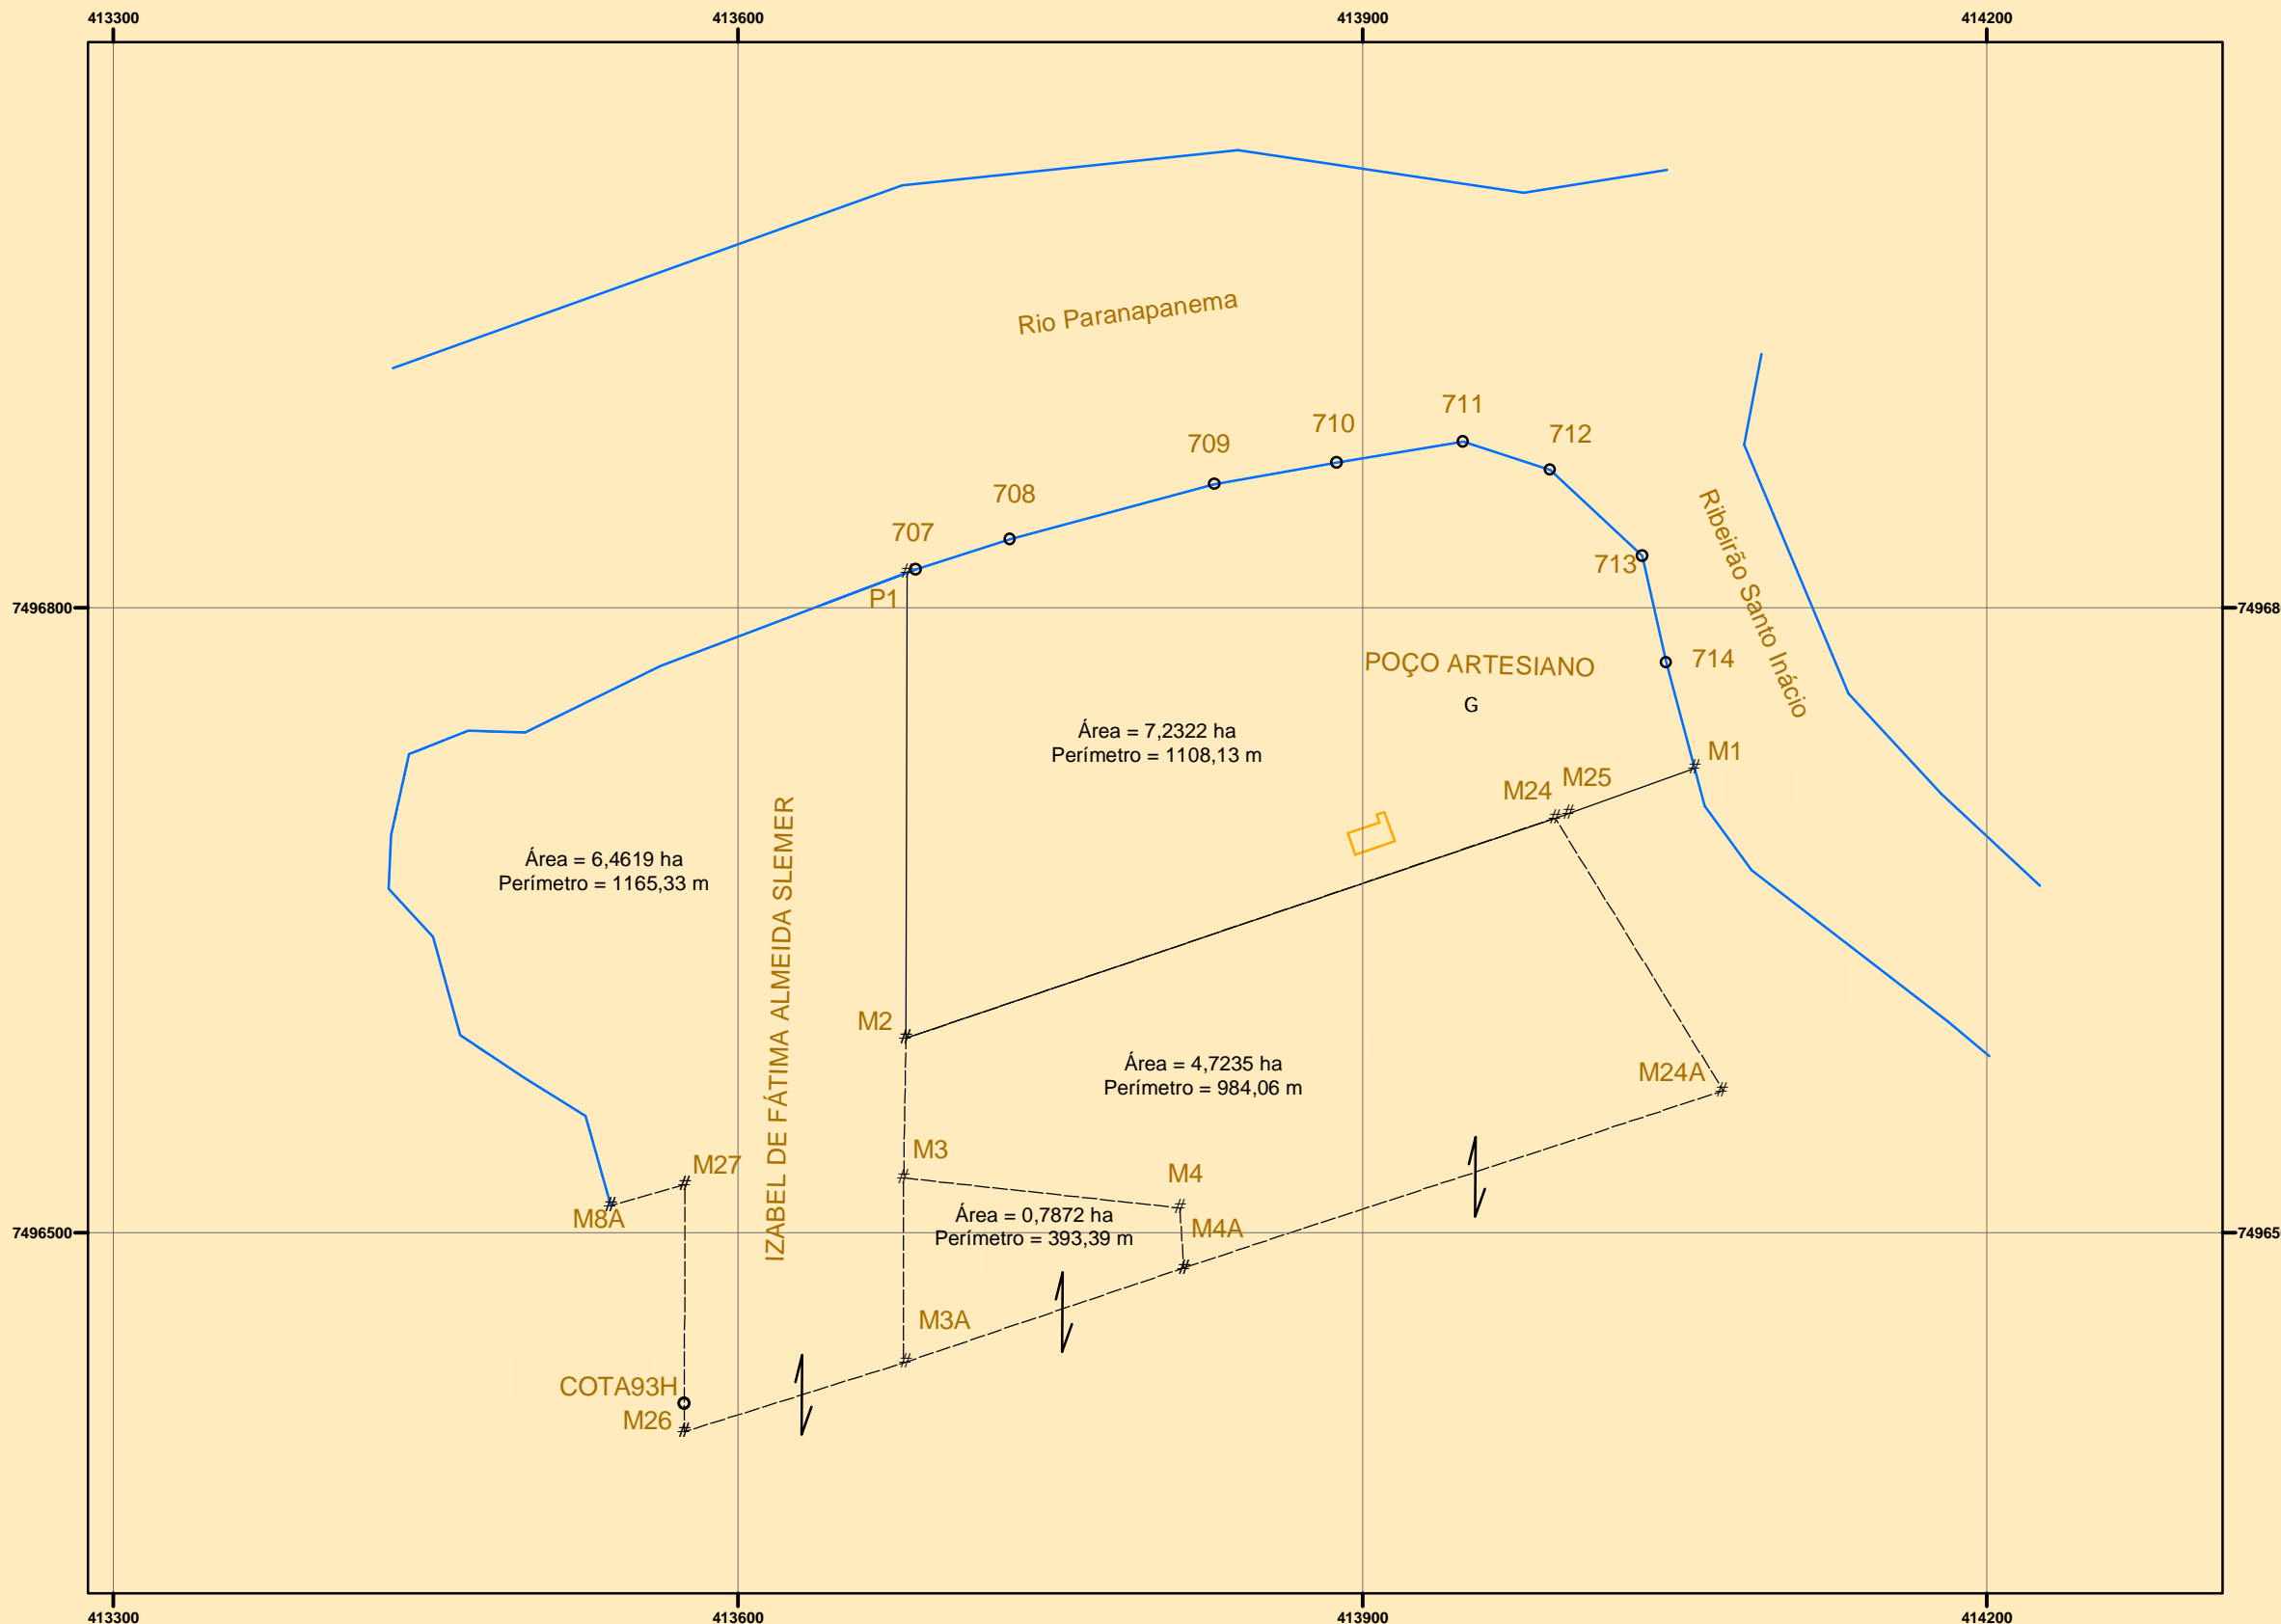 413300
413600
413900
414200
Rio Paranapanema
711
712
710
709
708
707
713
P1
7496800
74968
Ribeirão Santo Inácio
714
POÇO ARTESIANO
G
Área = 7,2322 ha
Perímetro = 1108,13 m
M1
M25
M24
Área = 6,4619 ha
Perímetro = 1165,33 m
IZABEL DE FÁTIMA ALMEIDA SLEMER
M2
Área = 4,7235 ha
Perímetro = 984,06 m
M24A
M3
M27
M4
M8A
Área = 0,7872 ha
Perímetro = 393,39 m
M4A
7496500
74965
M3A
COTA93H
M26
413300
413600
413900
414200